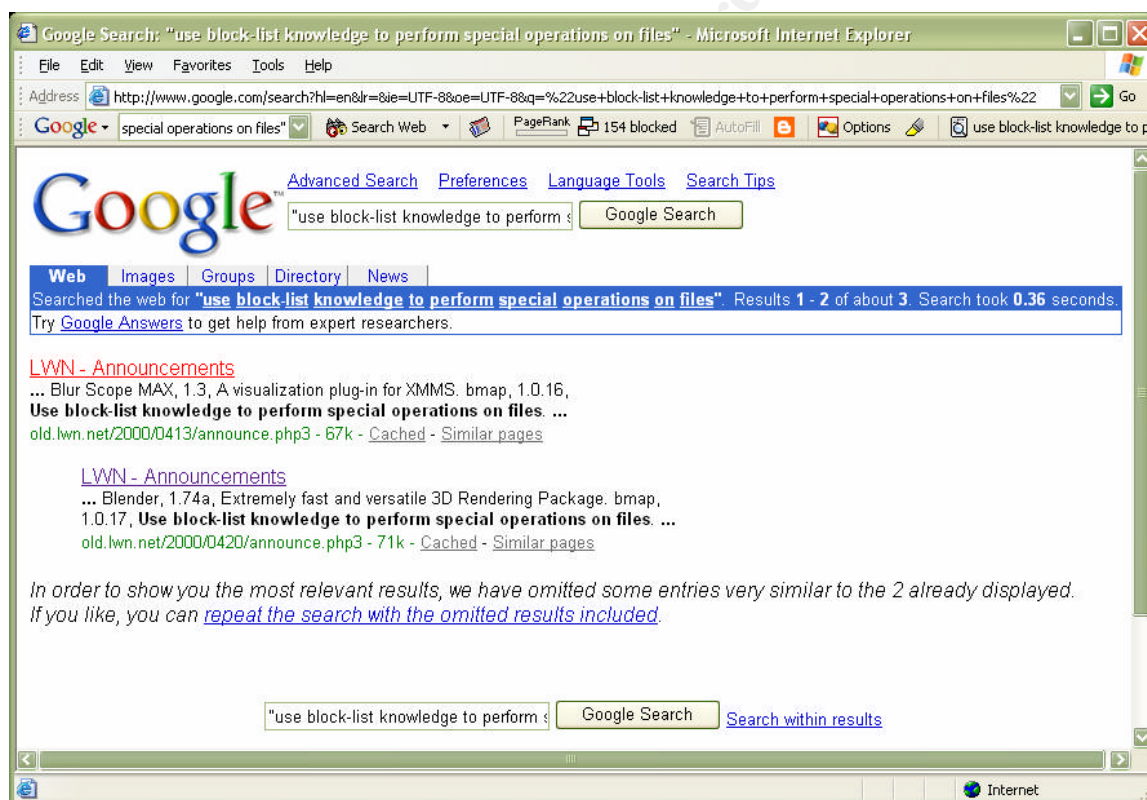 Google Search: "use block-list knowledge to perform special operations on files" - Microsoft Internet Explorer
File Edit View Favorites Tools Help
Address http://www.google.com/search?hl=en&lr=&ie=UTF-8&oe=UTF-8&q=%22use+block-list+knowledge+to+perform+special+operations+on+files%22 Go
Google special operations on files" Search Web PageRank 154 blocked AutoFill Options use block-list knowledge to p
Google™
Advanced Search Preferences Language Tools Search Tips
"use block-list knowledge to perform s Google Search
Web Images Groups Directory News
Searched the web for "use block-list knowledge to perform special operations on files". Results 1 - 2 of about 3. Search took 0.36 seconds.
Try Google Answers to get help from expert researchers.
LWN - Announcements
... Blur Scope MAX, 1.3, A visualization plug-in for XMMS. bmap, 1.0.16,
Use block-list knowledge to perform special operations on files. ...
old.lwn.net/2000/0413/announce.php3 - 67k - Cached - Similar pages
LWN - Announcements
... Blender, 1.74a, Extremely fast and versatile 3D Rendering Package. bmap,
1.0.17, Use block-list knowledge to perform special operations on files. ...
old.lwn.net/2000/0420/announce.php3 - 71k - Cached - Similar pages
In order to show you the most relevant results, we have omitted some entries very similar to the 2 already displayed.
If you like, you can repeat the search with the omitted results included.
"use block-list knowledge to perform s Google Search Search within results
Internet